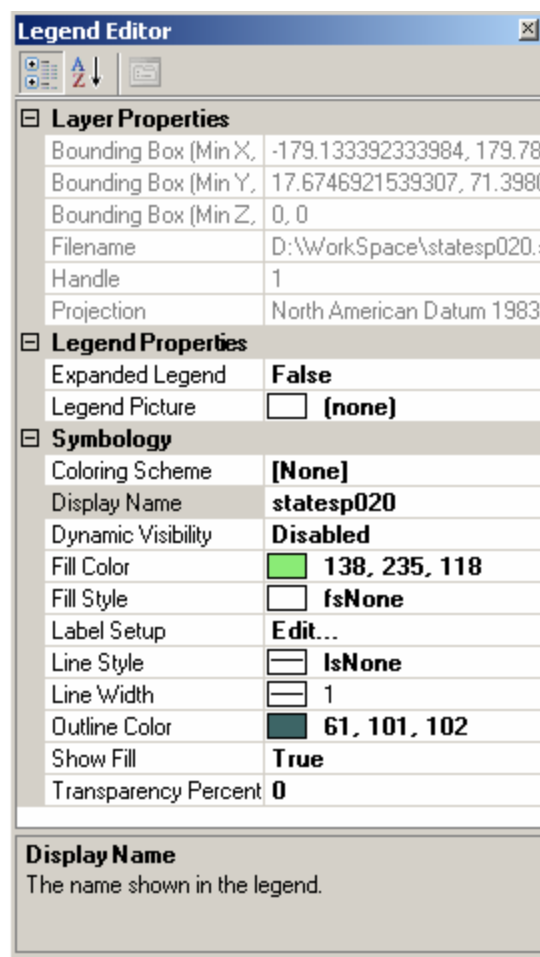 Legend Editor
Layer Properties
Bounding Box (Min X, -179.133392333984, 179.78
Bounding Box (Min Y, 17.6746921539307, 71.3980
Bounding Box (Min Z, 0, 0
Filename D:\WorkSpace\statesp020.
Handle 1
Projection North American Datum 1983
Legend Properties
Expanded Legend False
Legend Picture (none)
Symbology
Coloring Scheme [None]
Display Name statesp020
Dynamic Visibility Disabled
Fill Color 138, 235, 118
Fill Style fsNone
Label Setup Edit...
Line Style lsNone
Line Width 1
Outline Color 61, 101, 102
Show Fill True
Transparency Percent 0
Display Name
The name shown in the legend.